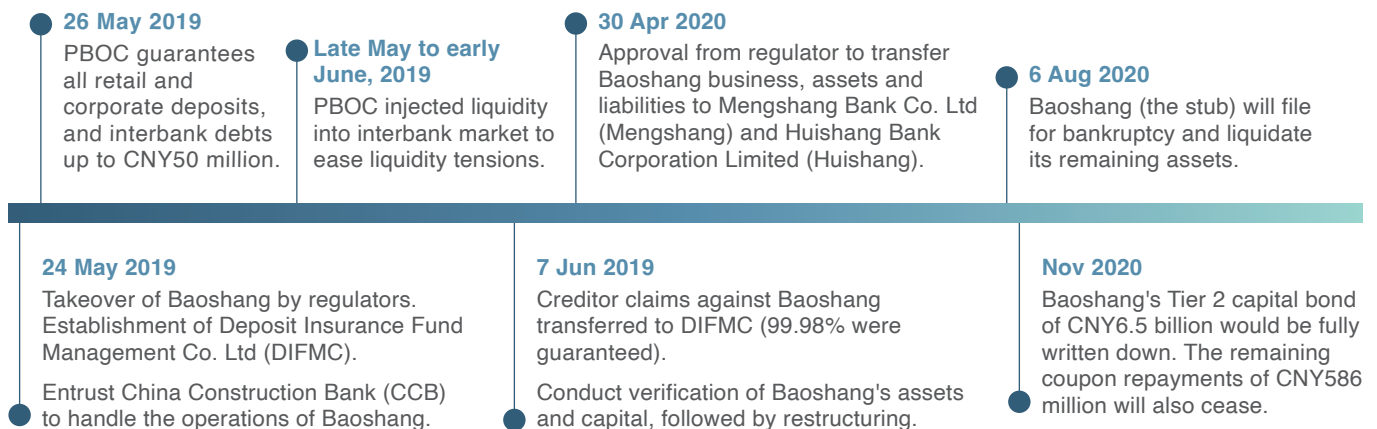 26 May 2019
PBOC guarantees
all retail and
corporate deposits,
and interbank debts
up to CNY50 million.
Late May to early
June, 2019
PBOC injected liquidity
into interbank market to
ease liquidity tensions.
30 Apr 2020
Approval from regulator to transfer
Baoshang business, assets and
liabilities to Mengshang Bank Co. Ltd
(Mengshang) and Huishang Bank
Corporation Limited (Huishang).
6 Aug 2020
Baoshang (the stub) will file
for bankruptcy and liquidate
its remaining assets.
24 May 2019
Takeover of Baoshang by regulators.
Establishment of Deposit Insurance Fund
Management Co. Ltd (DIFMC).
Entrust China Construction Bank (CCB)
to handle the operations of Baoshang.
7 Jun 2019
Creditor claims against Baoshang
transferred to DIFMC (99.98% were
guaranteed).
Conduct verification of Baoshang's assets
and capital, followed by restructuring.
Nov 2020
Baoshang's Tier 2 capital bond
of CNY6.5 billion would be fully
written down. The remaining
coupon repayments of CNY586
million will also cease.